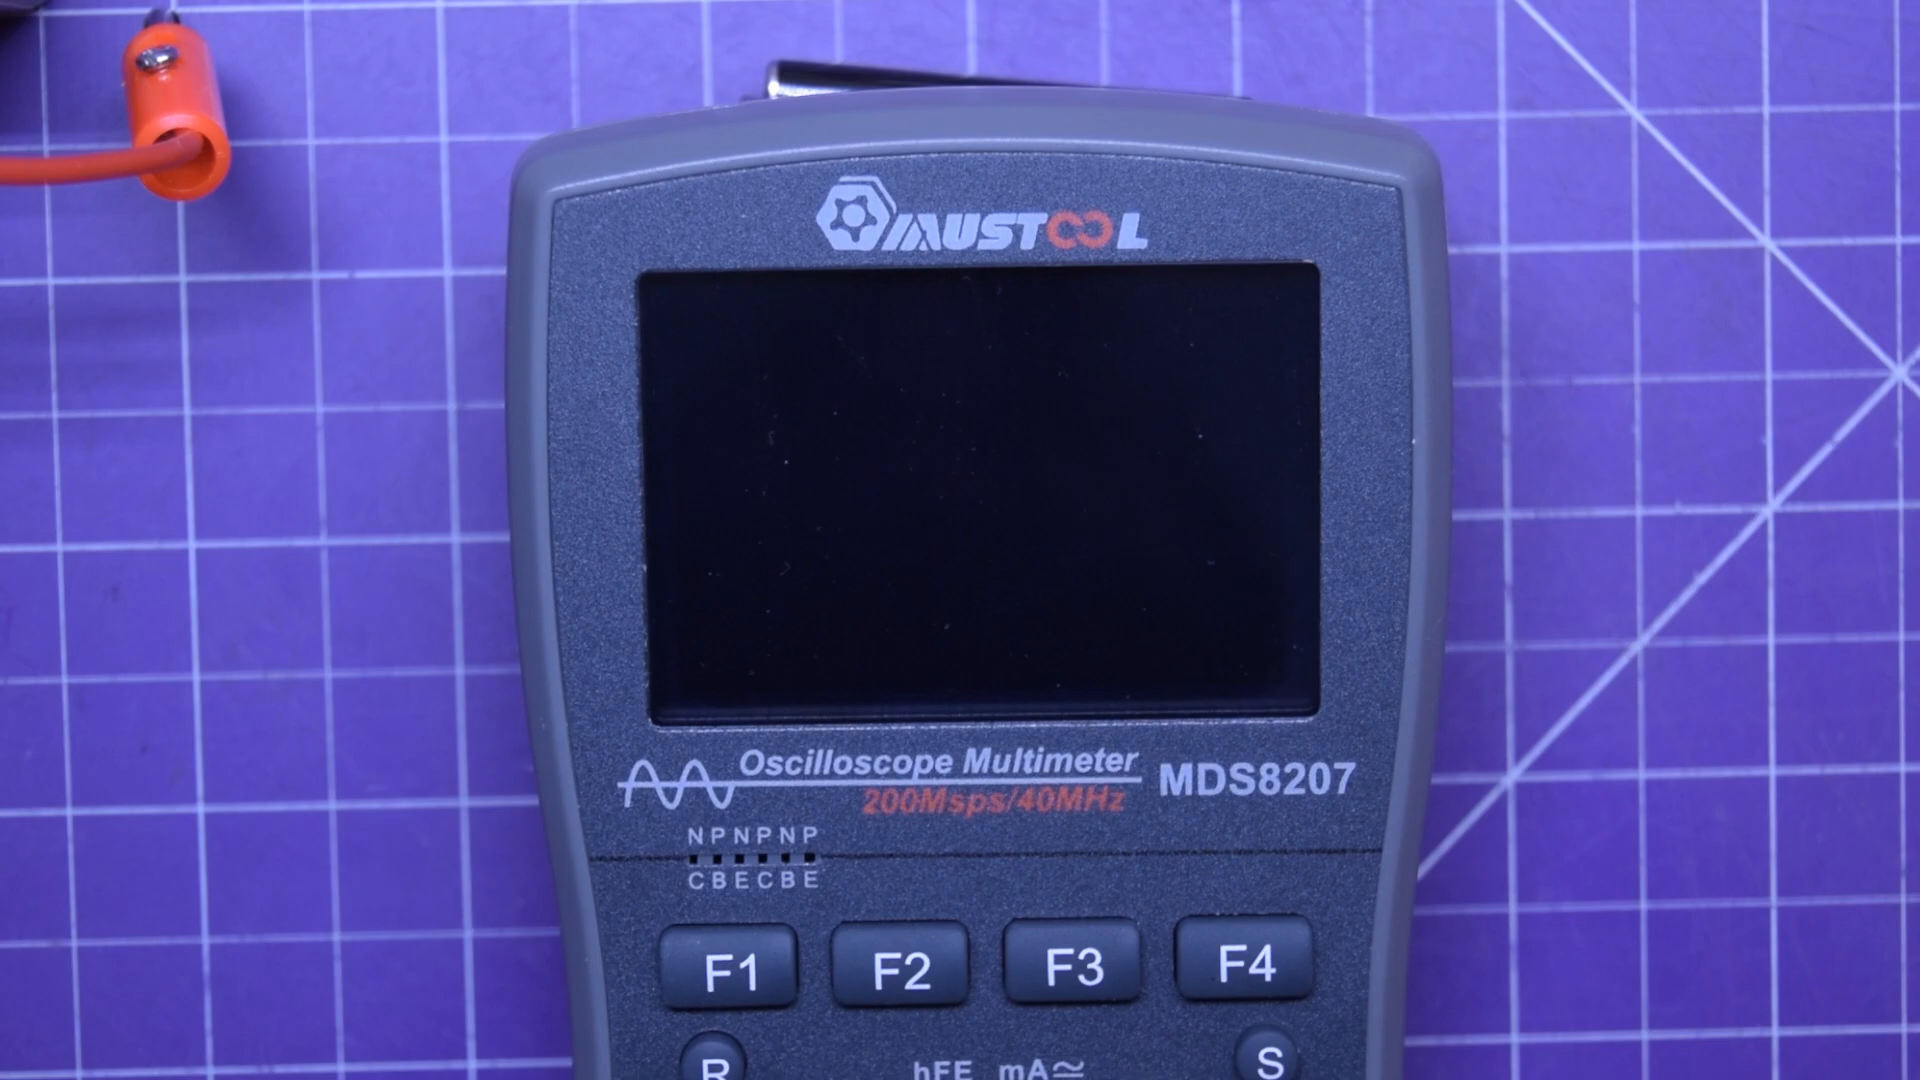 MUSTOOL
Oscilloscope Multimeter
200Msps/40MHz
MDS8207
NPNPNP
CBECBE
F1 F2 F3 F4
R hFE mA≂ S